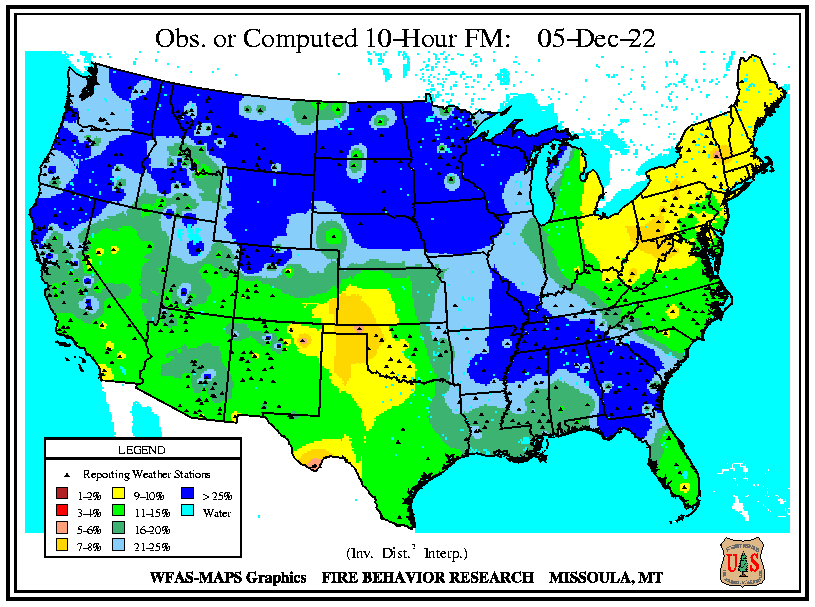 Obs. or Computed 10-Hour FM: 05-Dec-22
LEGEND
Reporting Weather Stations
1-2% 9-10% > 25%
3-4% 11-15% Water
5-6% 16-20%
7-8% 21-25%
(Inv. Dist.² Interp.)
WFAS-MAPS Graphics FIRE BEHAVIOR RESEARCH MISSOULA, MT
U S